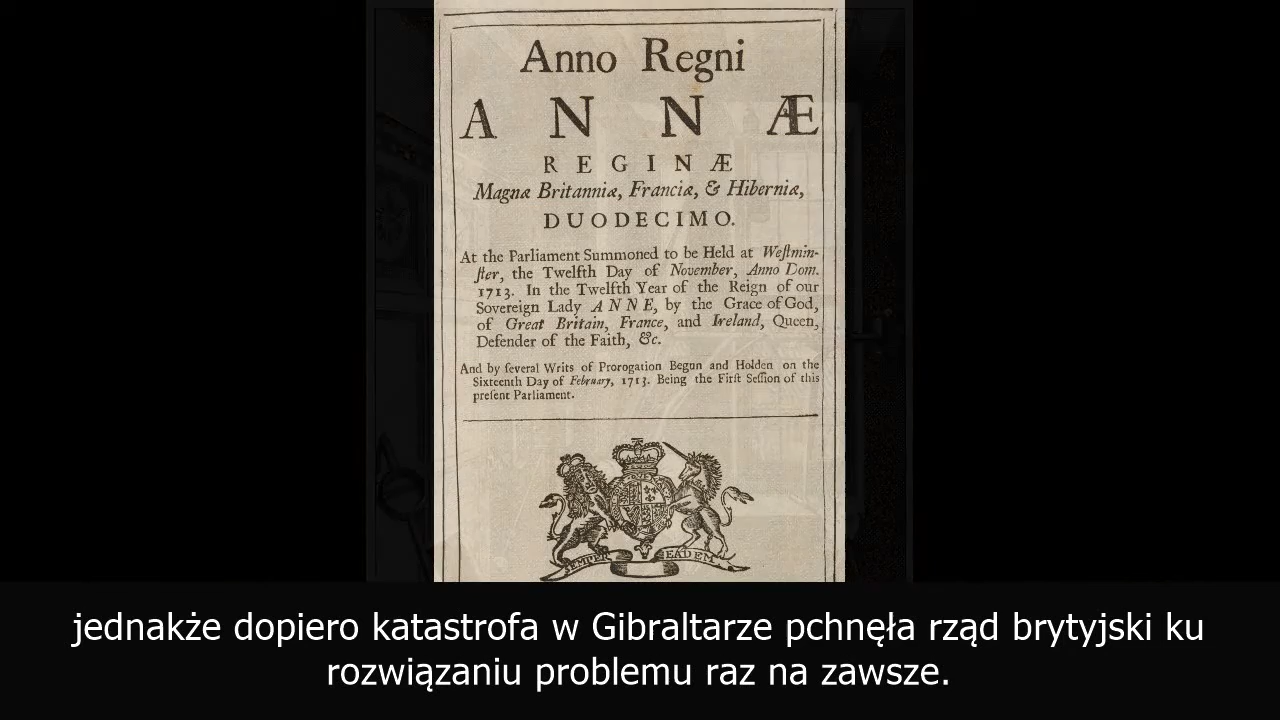 Anno Regni
ANNÆ
REGINÆ
Magnæ Britanniæ, Franciæ, & Hiberniæ,
DUODECIMO.
At the Parliament Summoned to be Held at Weſtmin-
ſter, the Twelfth Day of November, Anno Dom.
1713. In the Twelfth Year of the Reign of our
Sovereign Lady ANNE, by the Grace of God,
of Great Britain, France, and Ireland, Queen,
Defender of the Faith, &c.
And by ſeveral Writs of Prorogation Begun and Holden on the
Sixteenth Day of February, 1713. Being the Firſt Seſſion of this
preſent Parliament.
SEMPER EADEM
jednakże dopiero katastrofa w Gibraltarze pchnęła rząd brytyjski ku
rozwiązaniu problemu raz na zawsze.